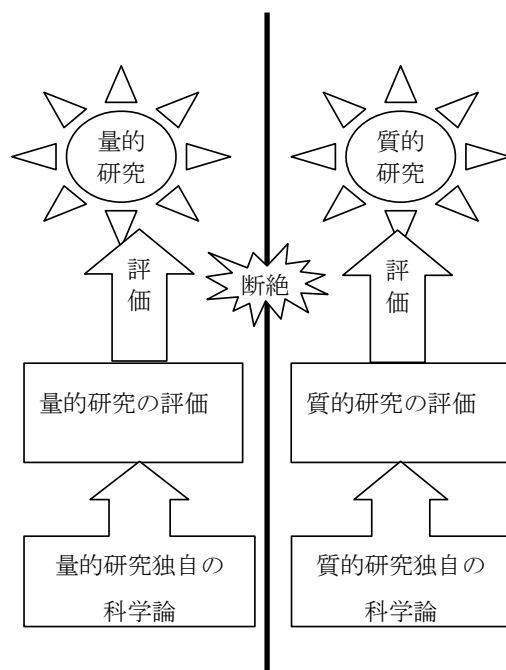 量的
研究
質的
研究
評
価
断絶
評
価
量的研究の評価
質的研究の評価
量的研究独自の
科学論
質的研究独自の
科学論